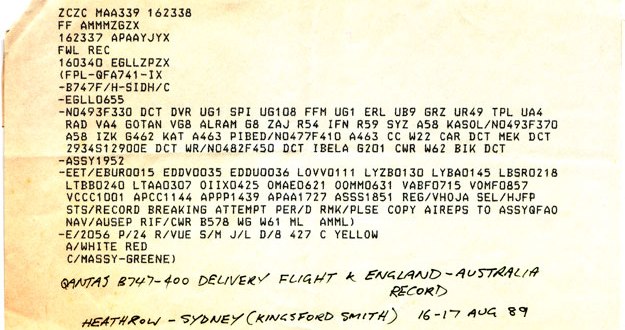 ZCZC MAA339 162338
FF AMMMZGZX
162337 APAAYJYX
FWL REC
160340 EGLLZPZX
(FPL-QFA741-IX
-B747F/H-SIDH/C
-EGLL0655
-N0493F330 DCT DVR UG1 SPI UG108 FFM UG1 ERL UB9 GRZ UR49 TPL UA4
RAD VA4 GOTAN VG8 ALRAM G8 ZAJ R54 IFN R59 SYZ A58 KASOL/N0493F370
A58 IZK G462 KAT A463 PIBED/N0477F410 A463 CC W22 CAR DCT MEK DCT
2934S12900E DCT WR/N0482F450 DCT IBELA G201 CWR W62 BIK DCT
-ASSY1952
-EET/EBUR0015 EDDV0035 EDDU0036 LOVV0111 LYZB0130 LYBA0145 LBSR0218
LTBB0240 LTAA0307 OIIX0425 OMAE0621 OOMM0631 VABF0715 VOMF0857
VCCC1001 APCC1144 APPP1439 APAA1727 ASSS1851 REG/VHOJA SEL/HJFP
STS/RECORD BREAKING ATTEMPT PER/D RMK/PLSE COPY AIREPS TO ASSYQFAO
NAV/AUSEP RIF/CWR B578 WG W61 ML  AMML)
-E/2056 P/24 R/VUE S/M J/L D/8 427 C YELLOW
A/WHITE RED
C/MASSY-GREENE)
QANTAS B747-400 DELIVERY FLIGHT & ENGLAND-AUSTRALIA
RECORD
HEATHROW - SYDNEY (KINGSFORD SMITH) 16-17 AUG 89